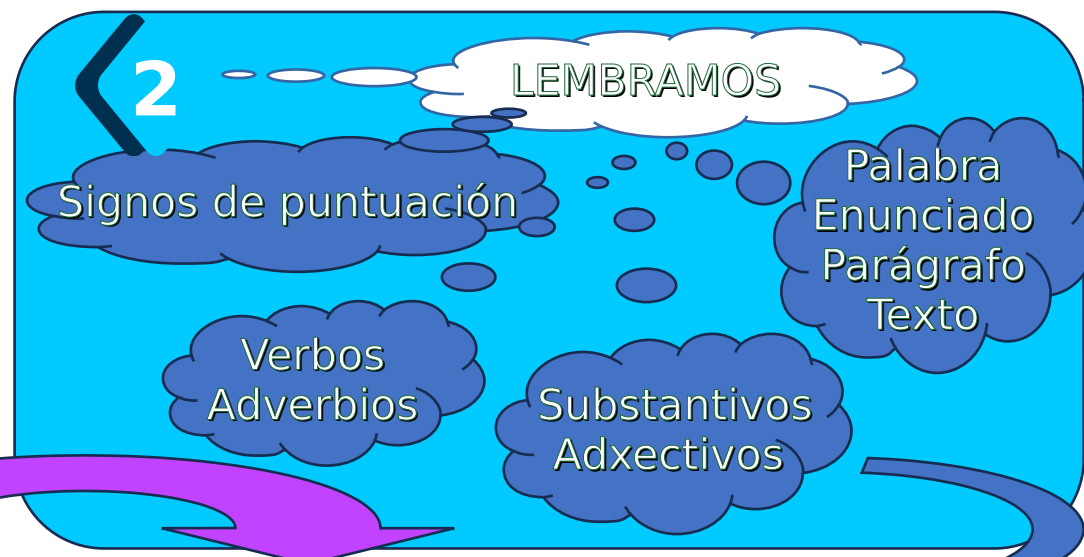 2
LEMBRAMOS
Signos de puntuación
Palabra
Enunciado
Parágrafo
Texto
Verbos
Adverbios
Substantivos
Adxectivos